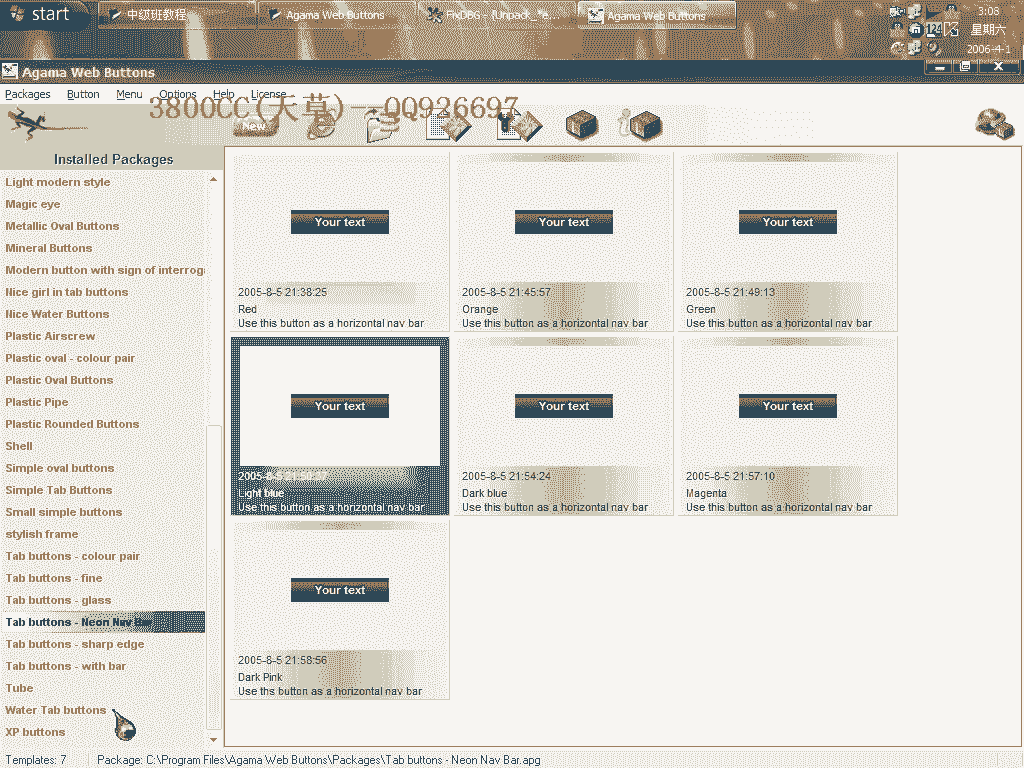 start
中级班教程
Agama Web Buttons
Agama Web Buttons
3:08
星期六
2006-4-1
Agama Web Buttons
Packages Button Menu Options Help License
3800CC(天草)—QQ926697
New
Installed Packages
Light modern style
Magic eye
Metallic Oval Buttons
Mineral Buttons
Modern button with sign of interrog
Nice girl in tab buttons
Nice Water Buttons
Plastic Airscrew
Plastic oval - colour pair
Plastic Oval Buttons
Plastic Pipe
Plastic Rounded Buttons
Shell
Simple oval buttons
Simple Tab Buttons
Small simple buttons
stylish frame
Tab buttons - colour pair
Tab buttons - fine
Tab buttons - glass
Tab buttons - Neon Nav Bar
Tab buttons - sharp edge
Tab buttons - with bar
Tube
Water Tab buttons
XP buttons
Your text Your text Your text
2005-8-5 21:38:25 2005-8-5 21:45:57 2005-8-5 21:49:13
Red Orange Green
Use this button as a horizontal nav bar Use this button as a horizontal nav bar Use this button as a horizontal nav bar
Your text Your text Your text
2005-8-5 21:54:24 2005-8-5 21:57:10
Light blue Dark blue Magenta
Use this button as a horizontal nav bar Use this button as a horizontal nav bar Use this button as a horizontal nav bar
Your text
2005-8-5 21:58:56
Dark Pink
Use ths button as a horizontal nav bar
Templates: 7 Package: C:\Program Files\Agama Web Buttons\Packages\Tab buttons - Neon Nav Bar.apg